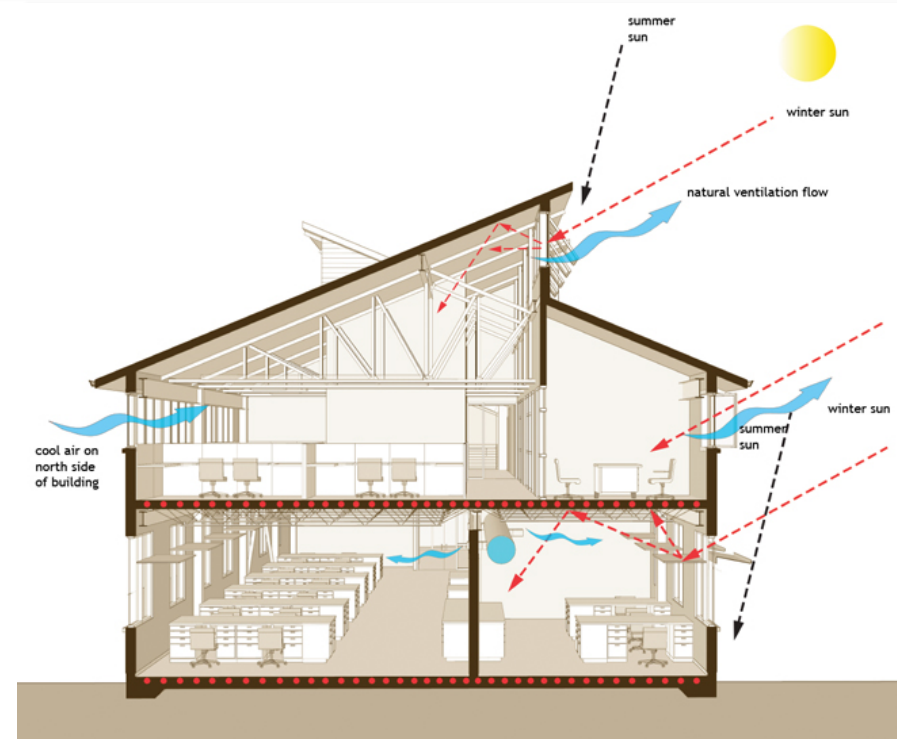 summer
sun
winter sun
natural ventilation flow
winter sun
summer
sun
cool air on
north side
of building